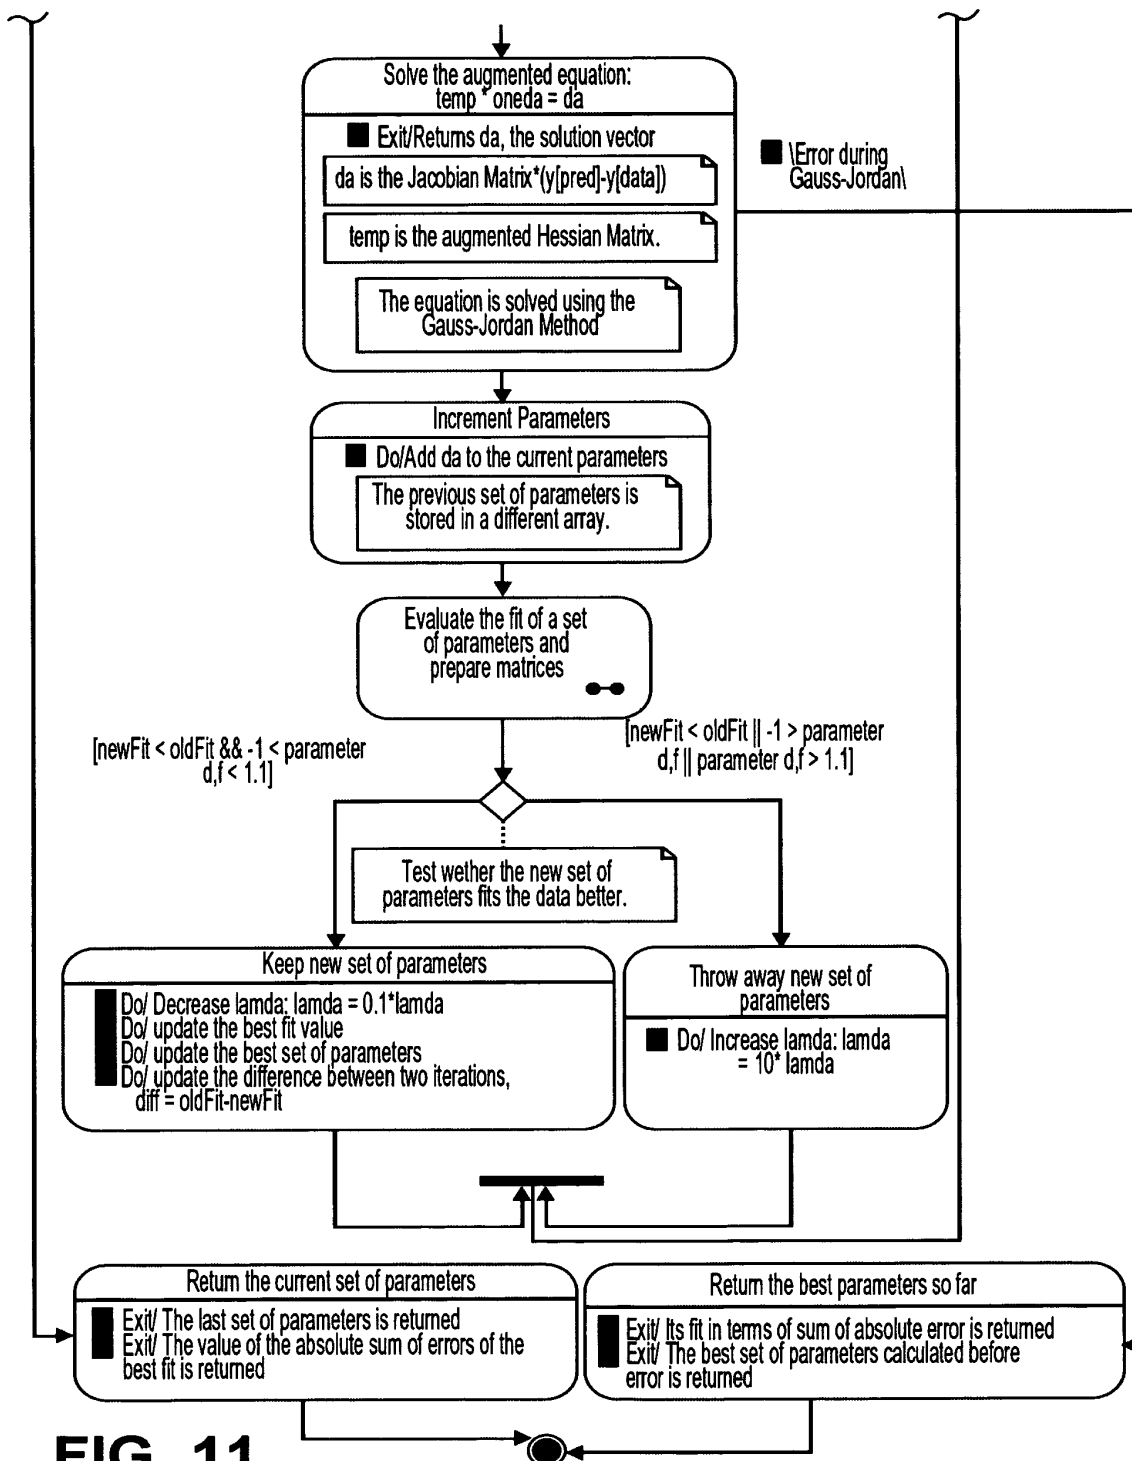 Solve the augmented equation:
temp * oneda = da
Exit/Returns da, the solution vector
da is the Jacobian Matrix*(y[pred]-y[data])
temp is the augmented Hessian Matrix.
The equation is solved using the
Gauss-Jordan Method
\Error during
Gauss-Jordan\
Increment Parameters
Do/Add da to the current parameters
The previous set of parameters is
stored in a different array.
Evaluate the fit of a set
of parameters and
prepare matrices
[newFit < oldFit && -1 < parameter
d,f < 1.1]
[newFit < oldFit || -1 > parameter
d,f || parameter d,f > 1.1]
Test wether the new set of
parameters fits the data better.
Keep new set of parameters
Do/ Decrease lamda: lamda = 0.1*lamda
Do/ update the best fit value
Do/ update the best set of parameters
Do/ update the difference between two iterations,
diff = oldFit-newFit
Throw away new set of
parameters
Do/ Increase lamda: lamda
= 10* lamda
Return the current set of parameters
Exit/ The last set of parameters is returned
Exit/ The value of the absolute sum of errors of the
best fit is returned
Return the best parameters so far
Exit/ Its fit in terms of sum of absolute error is returned
Exit/ The best set of parameters calculated before
error is returned
FIG. 11